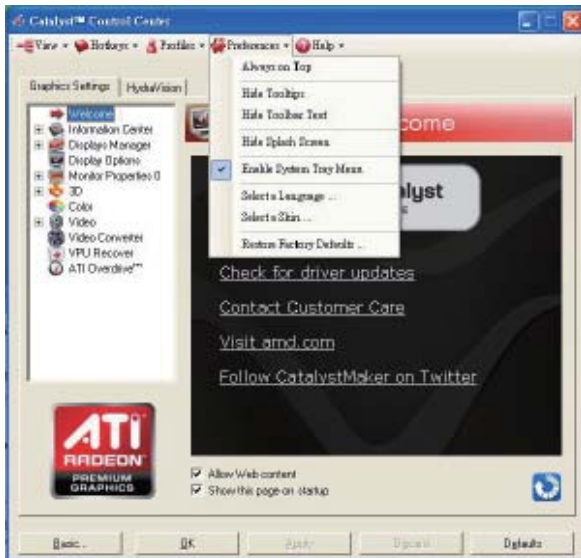 Catalyst™ Control Center
View Hotkeys Profiles Preferences Help
Always on Top
Hide Tooltips
Hide Toolbar Text
Hide Splash Screen
Enable System Tray Menu
Select a Language ...
Select a Skin ...
Restore Factory Defaults ...
Graphics Settings HydraVision
Welcome
Information Center
Displays Manager
Display Options
Monitor Properties 0
3D
Color
Video
Video Converter
VPU Recover
ATI Overdrive™
come
lyst
Check for driver updates
Contact Customer Care
Visit amd.com
Follow CatalystMaker on Twitter
ATI
RADEON
PREMIUM
GRAPHICS
Allow Web content
Show this page on startup
Basic... OK Apply Discard Defaults